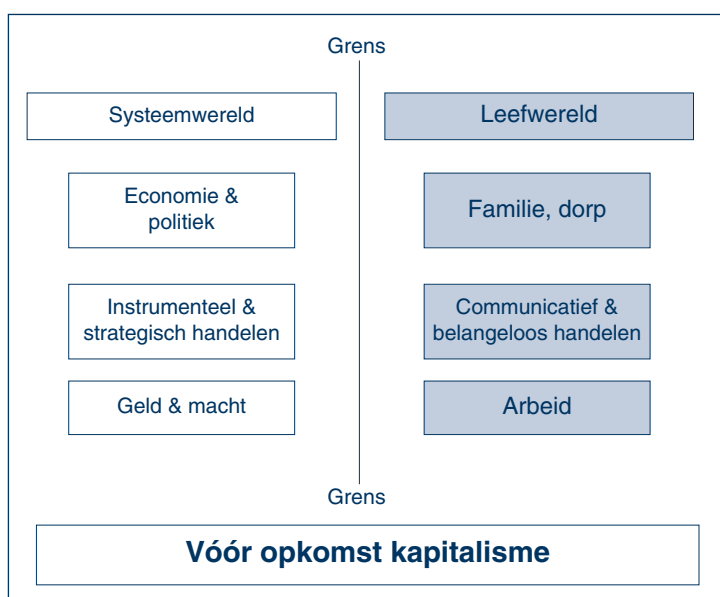 Grens
Systeemwereld
Leefwereld
Economie &
politiek
Familie, dorp
Instrumenteel &
strategisch handelen
Communicatief &
belangeloos handelen
Geld & macht
Arbeid
Grens
Vóór opkomst kapitalisme